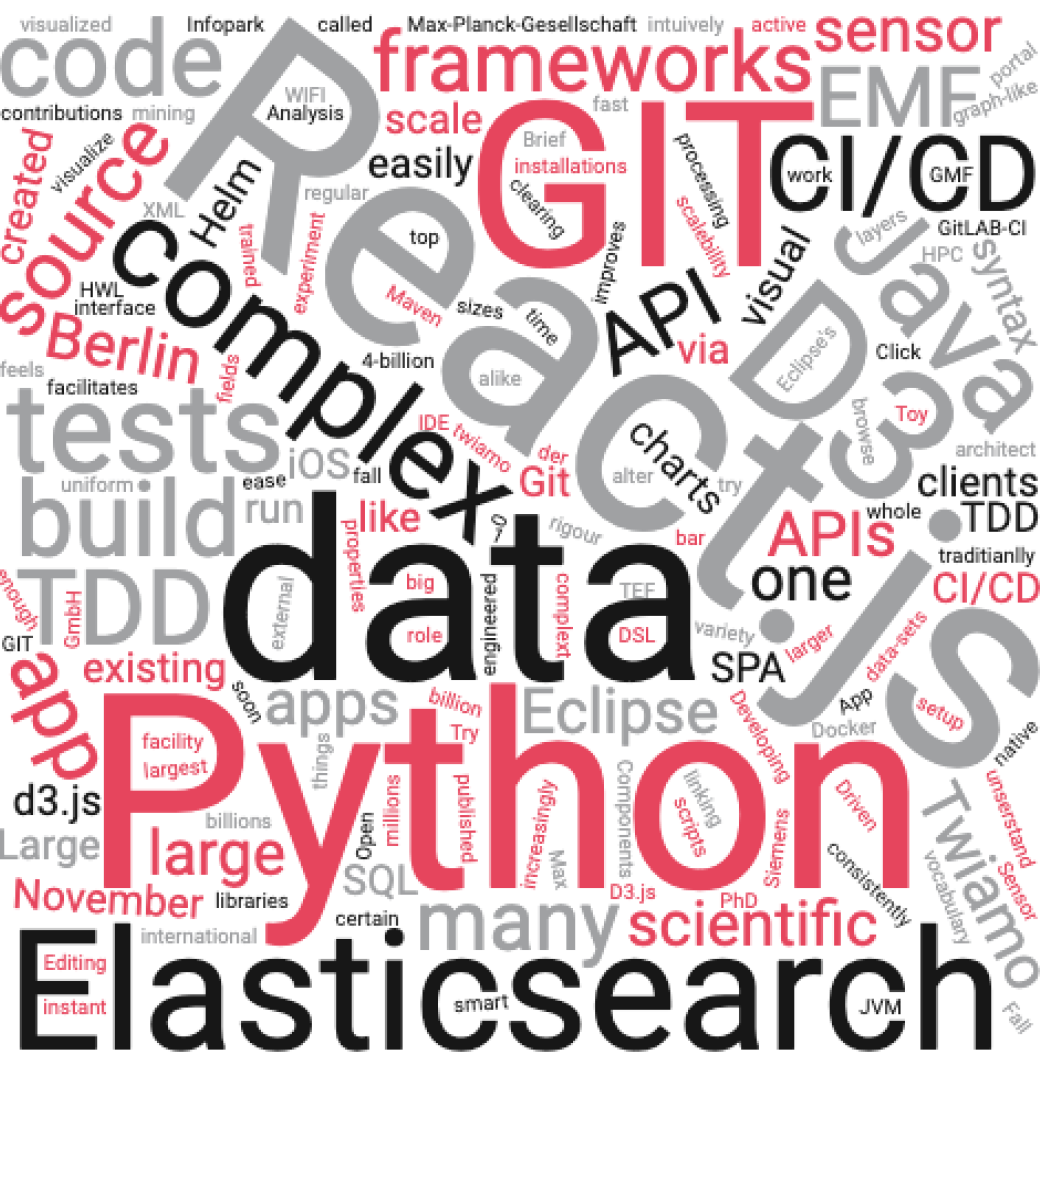 visualized
Infopark
called
Max-Planck-Gesellschaft
intuively
active
sensor
code
frameworks
portal
EMF
graph-like
WIFI
Analysis
scale
fast
contributions
mining
React.js
GIT
Brief
installations
CI/CD
work
GMF
created
visualize
source
easily
clearing
processing
Helm
regular
XML
complex
trained
experiment
top
improves
scalebility
visual
layers
Java
GitLAB-CI
HPC
syntax
HWL
interface
Maven
sizes
time
API
via
D3
Eclipse's
Click
Berlin
fields
4-billion
feels
facilitates
alike
tests
IDE
twiamo
der
charts
browse
Toy
architect
iOS
ease
fall
Git
alter
try
clients
uniform
build
run
like
rigour
bar
APIs
whole
TDD
properties
data
traditianlly
enough
TDD
GmbH
external
big
role
engineered
complext
TEF
DSL
one
CI/CD
GIT
variety
larger
data-sets
existing
SPA
app
soon
apps
billion
Try
Eclipse
Developing
App
Docker
setup
native
Python
facility
largest
things
d3.js
millions
published
increasingly
Components
linking
scripts
Siemens
Driven
unserstand
Twiamo
billions
Open
Large
large
SQL
Max
consistently
vocabulary
Sensor
November
libraries
certain
D3.js
PhD
many
scientific
international
Elasticsearch
Editing
instant
smart
JVM
Fall